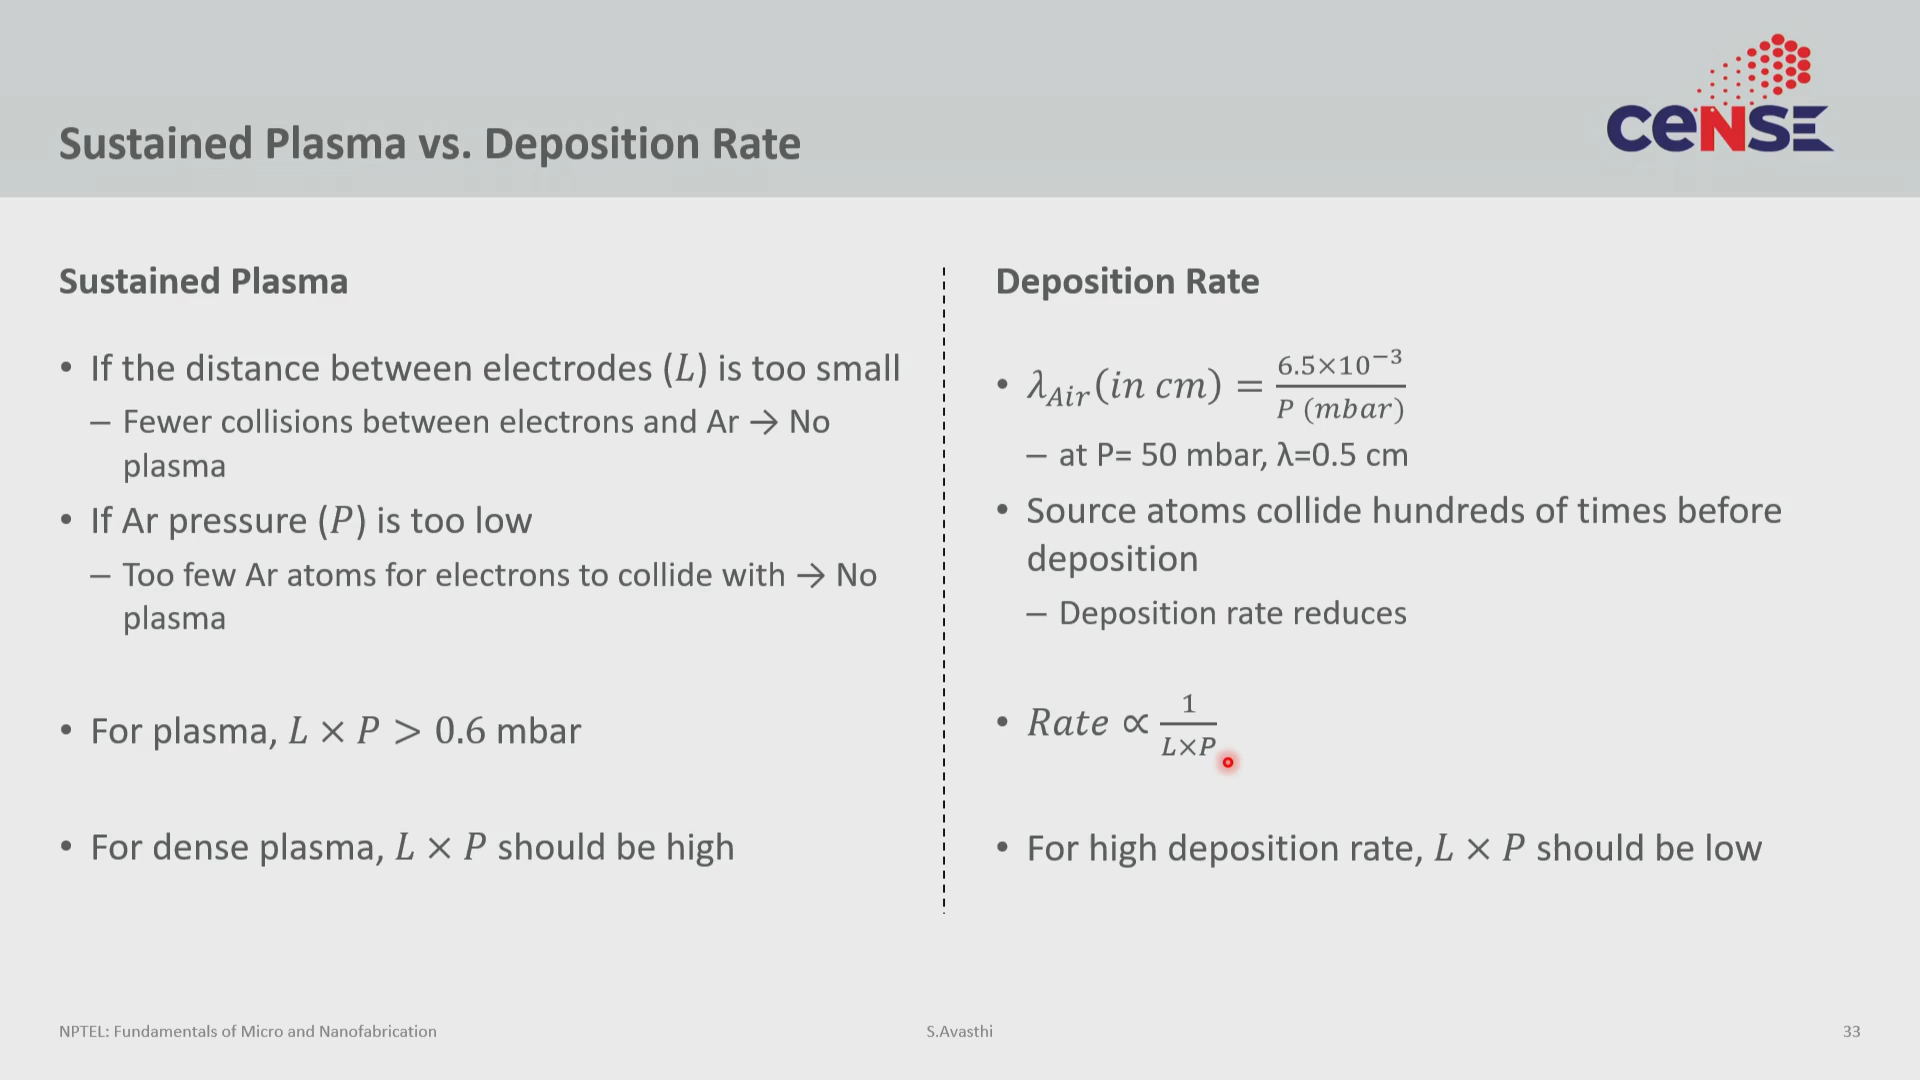 CeNSE
Sustained Plasma vs. Deposition Rate
Sustained Plasma
• If the distance between electrodes (L) is too small
– Fewer collisions between electrons and Ar → No
plasma
• If Ar pressure (P) is too low
– Too few Ar atoms for electrons to collide with → No
plasma
• For plasma, L × P > 0.6 mbar
• For dense plasma, L × P should be high
Deposition Rate
• λ_Air (in cm) = 6.5×10⁻³ / P (mbar)
– at P= 50 mbar, λ=0.5 cm
• Source atoms collide hundreds of times before
deposition
– Deposition rate reduces
• Rate ∝ 1 / L×P
• For high deposition rate, L × P should be low
NPTEL: Fundamentals of Micro and Nanofabrication
S.Avasthi
33